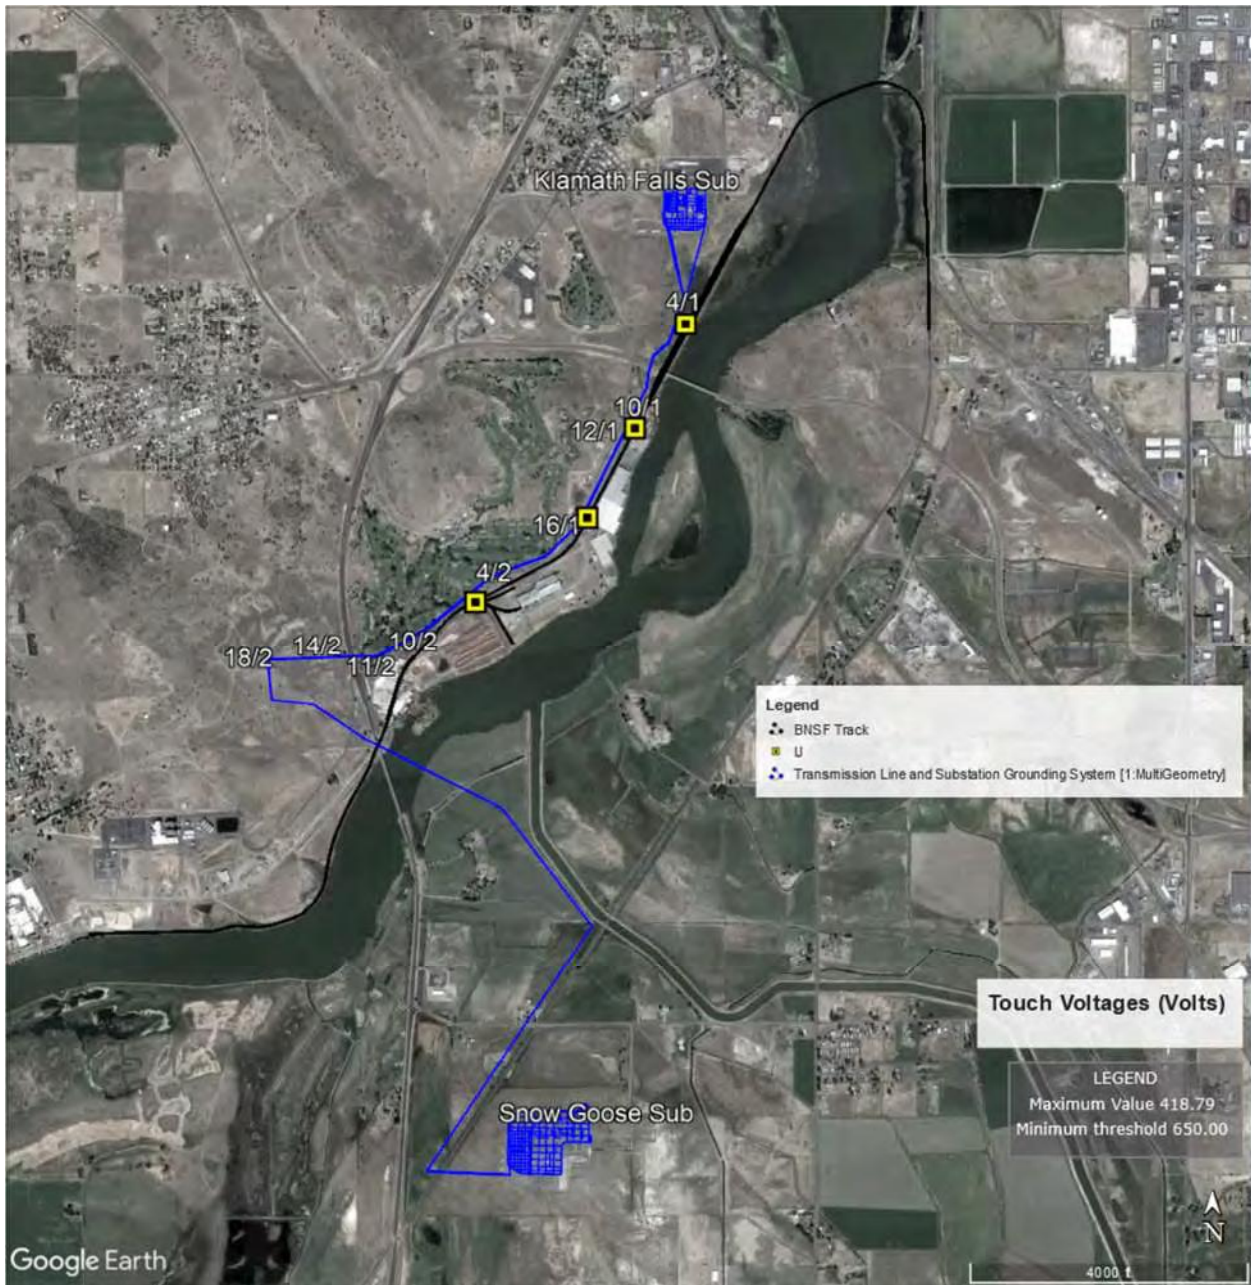 Klamath Falls Sub
4/1
10/1
12/1
16/1
4/2
10/2
14/2
18/2
11/2
Legend
BNSF Track
U
Transmission Line and Substation Grounding System [1:MultiGeometry]
Touch Voltages (Volts)
LEGEND
Maximum Value 418.79
Minimum threshold 650.00
Snow Goose Sub
N
Google Earth
4000 f